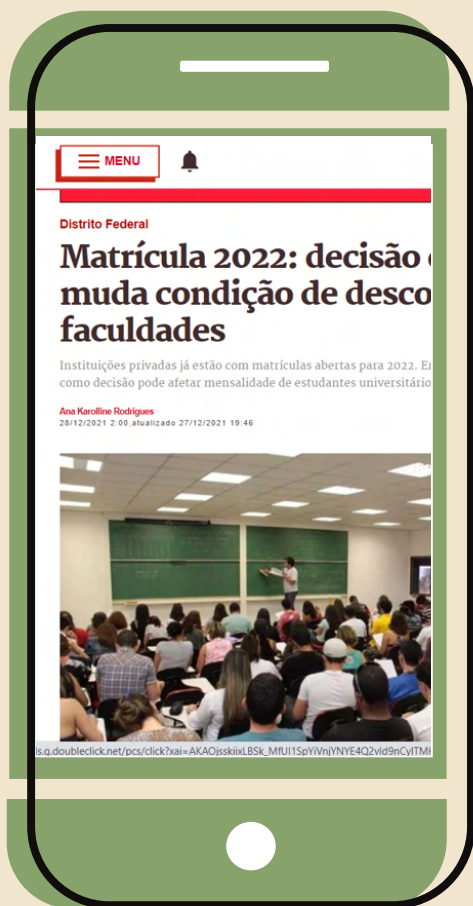 MENU
Distrito Federal
Matrícula 2022: decisão
muda condição de desco
faculdades
Instituições privadas já estão com matrículas abertas para 2022. E
como decisão pode afetar mensalidade de estudantes universitário
Ana Karolline Rodrigues
28/12/2021 2:00,atualizado 27/12/2021 19:46